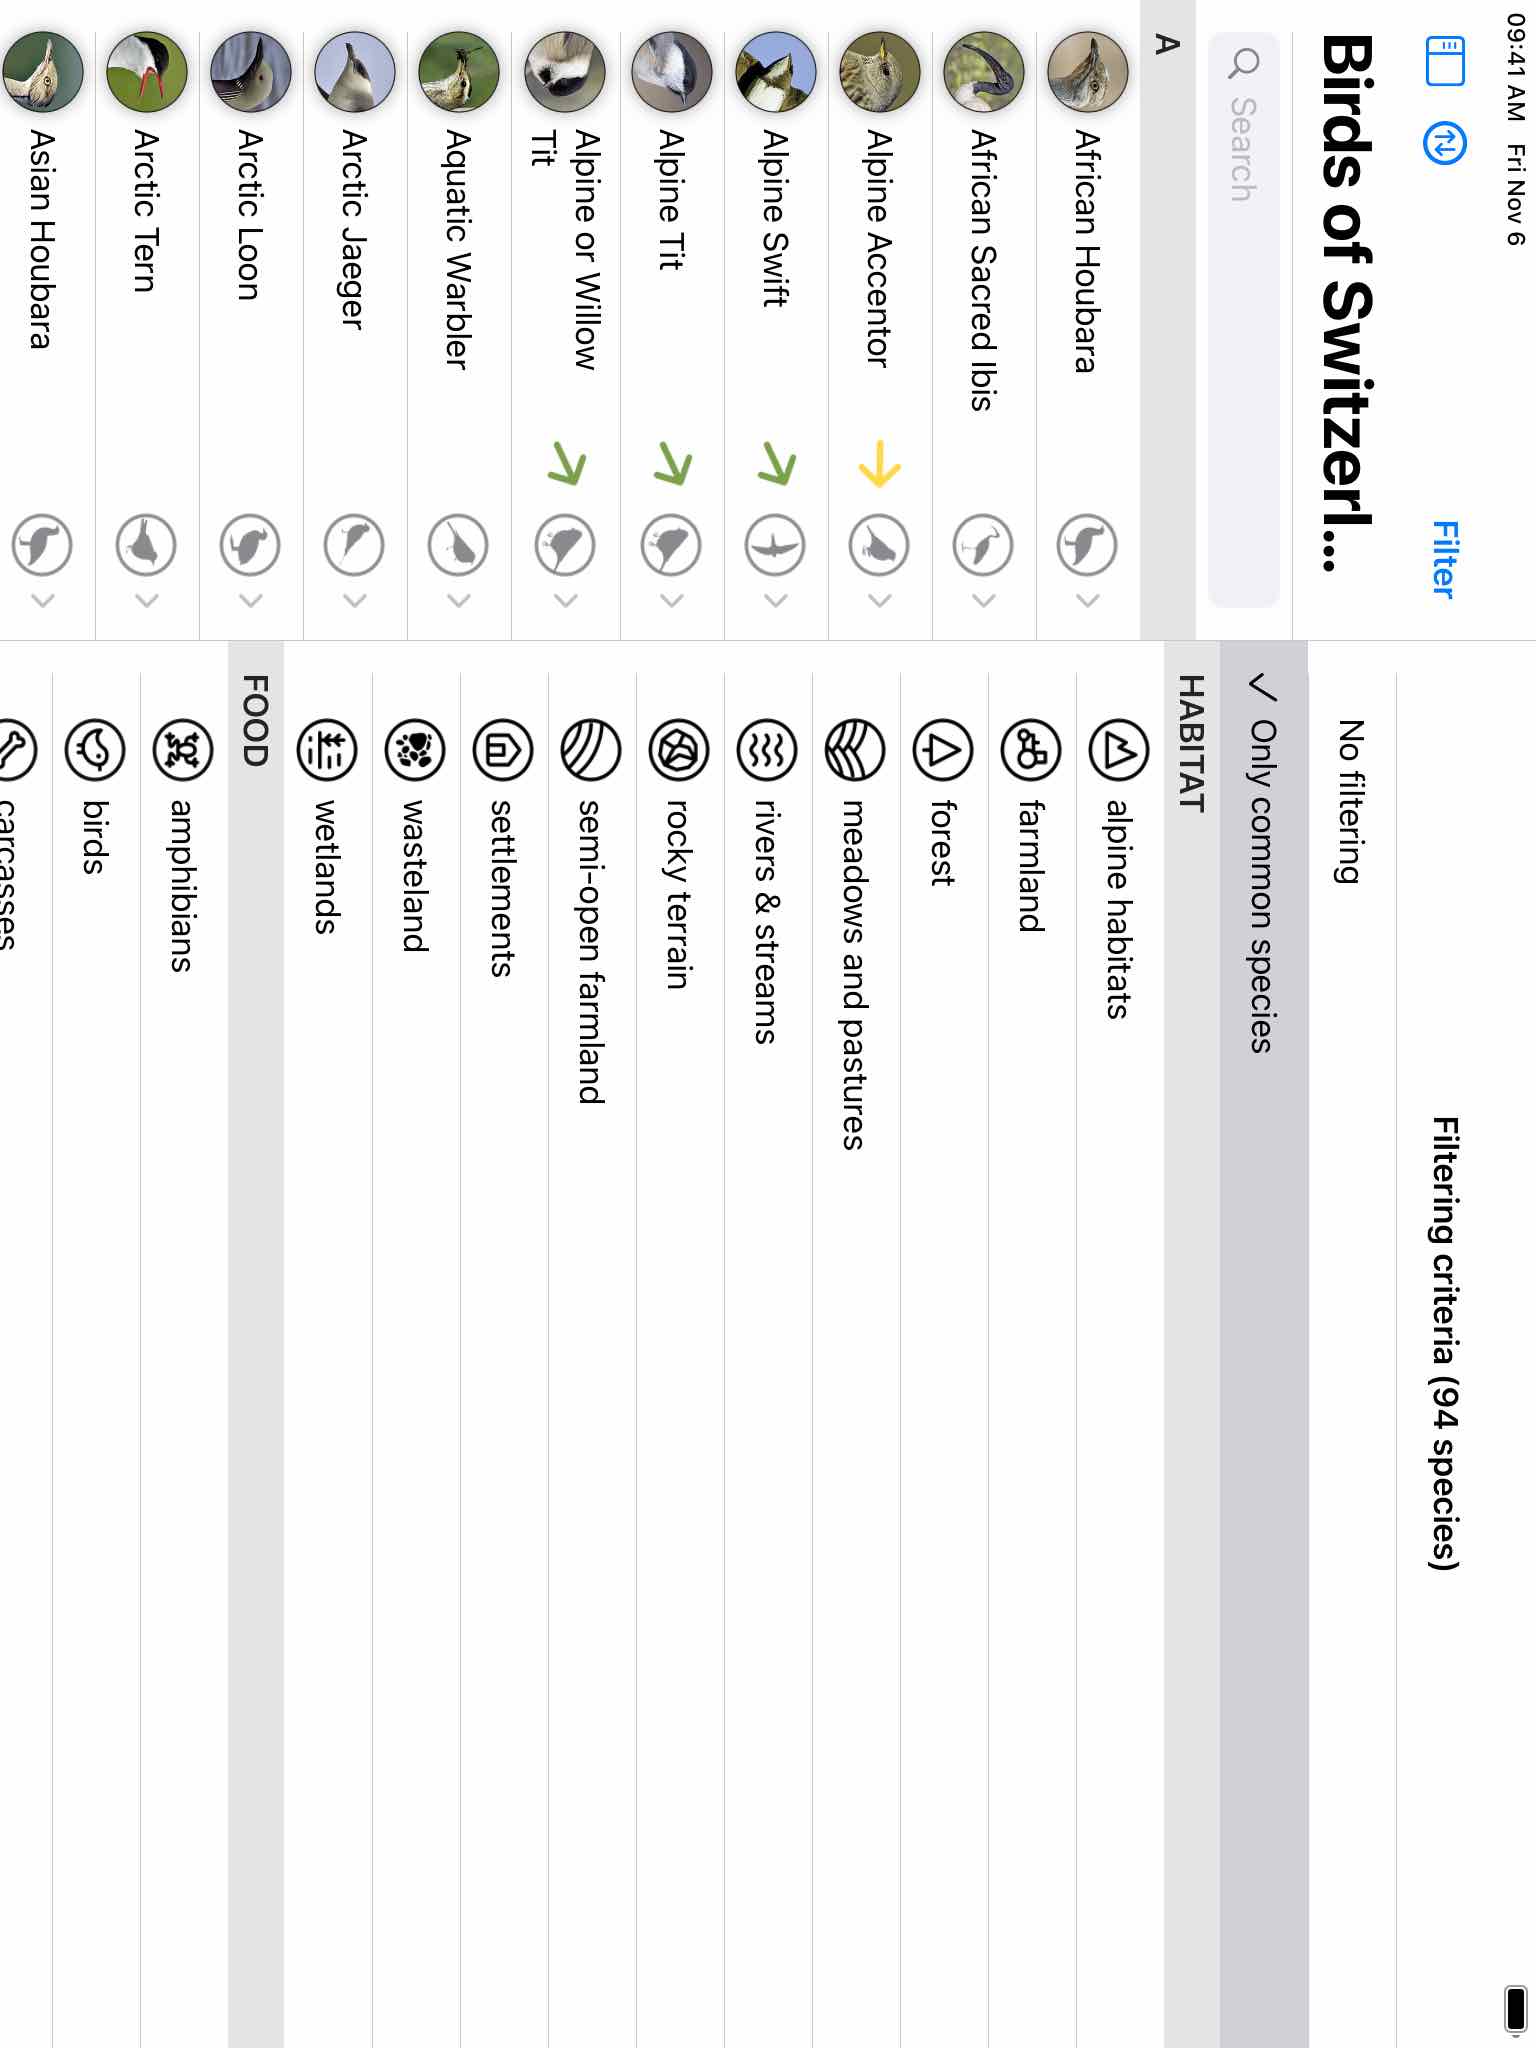 09:41 AM Fri Nov 6
Filter
Birds of Switzerl...
Search
A
African Houbara
African Sacred Ibis
Alpine Accentor
Alpine Swift
Alpine Tit
Alpine or Willow
Tit
Aquatic Warbler
Arctic Jaeger
Arctic Loon
Arctic Tern
Asian Houbara
Filtering criteria (94 species)
No filtering
Only common species
HABITAT
alpine habitats
farmland
forest
meadows and pastures
rivers & streams
rocky terrain
semi-open farmland
settlements
wasteland
wetlands
FOOD
amphibians
birds
carcasses